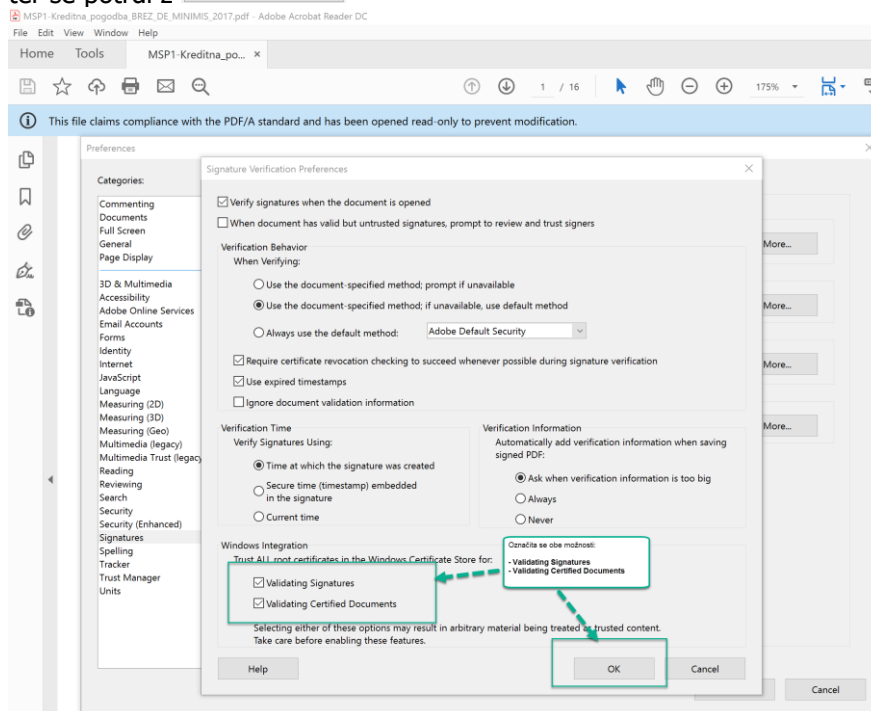 ter se potrdi z
MSP1-Kreditna_pogodba_BREZ_DE_MINIMIS_2017.pdf - Adobe Acrobat Reader DC
File Edit View Window Help
Home Tools MSP1-Kreditna_po... ×
1 / 16 175%
This file claims compliance with the PDF/A standard and has been opened read-only to prevent modification.
Preferences
Categories:
Commenting
Documents
Full Screen
General
Page Display
3D & Multimedia
Accessibility
Adobe Online Services
Email Accounts
Forms
Identity
Internet
JavaScript
Language
Measuring (2D)
Measuring (3D)
Measuring (Geo)
Multimedia (legacy)
Multimedia Trust (legacy
Reading
Reviewing
Search
Security
Security (Enhanced)
Signatures
Spelling
Tracker
Trust Manager
Units
Signature Verification Preferences
Verify signatures when the document is opened
When document has valid but untrusted signatures, prompt to review and trust signers
Verification Behavior
When Verifying:
Use the document-specified method; prompt if unavailable
Use the document-specified method; if unavailable, use default method
Always use the default method: Adobe Default Security
Require certificate revocation checking to succeed whenever possible during signature verification
Use expired timestamps
Ignore document validation information
Verification Time
Verify Signatures Using:
Time at which the signature was created
Secure time (timestamp) embedded
in the signature
Current time
Verification Information
Automatically add verification information when saving
signed PDF:
Ask when verification information is too big
Always
Never
Windows Integration
Trust ALL root certificates in the Windows Certificate Store for:
Validating Signatures
Validating Certified Documents
Selecting either of these options may result in arbitrary material being treated as trusted content.
Take care before enabling these features.
Označita se obe možnosti:
- Validating Signatures
- Validating Certified Documents
Help OK Cancel
More...
More...
More...
More...
Cancel